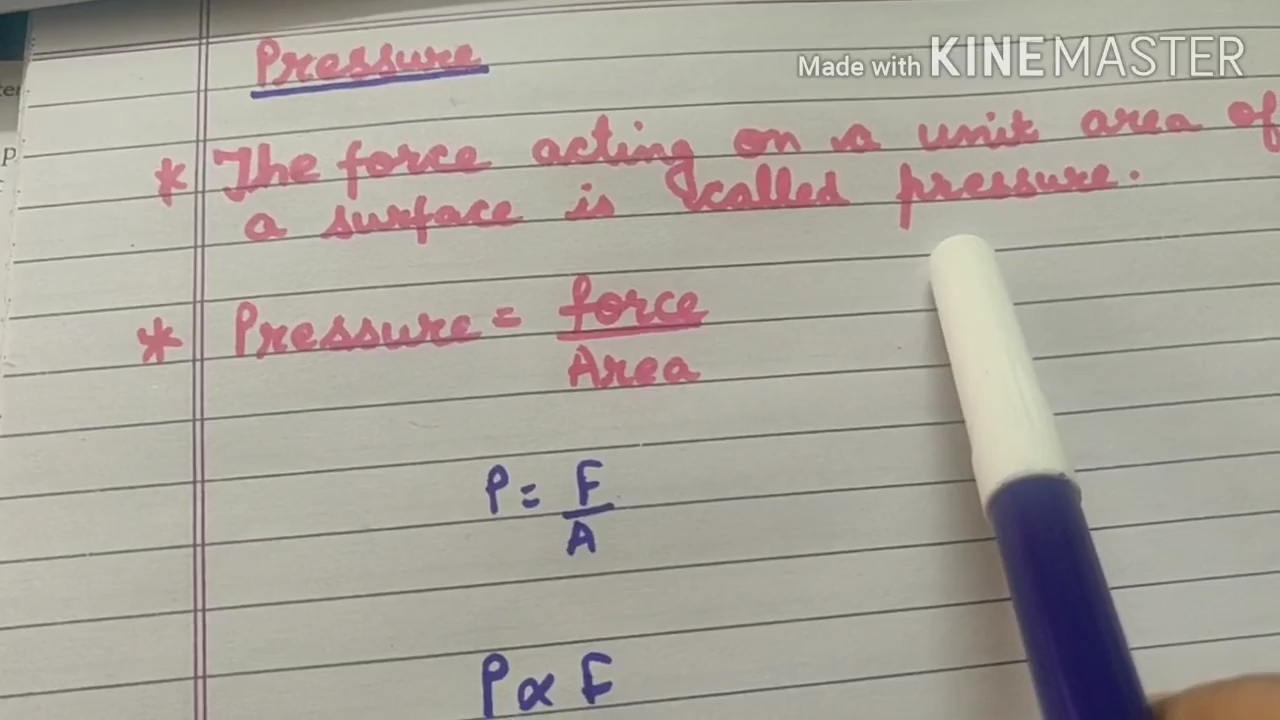 Made with KINEMASTER
Pressure
* The force acting on a unit area of
a surface is called pressure.
* Pressure = force
Area
P = F
A
P ∝ F